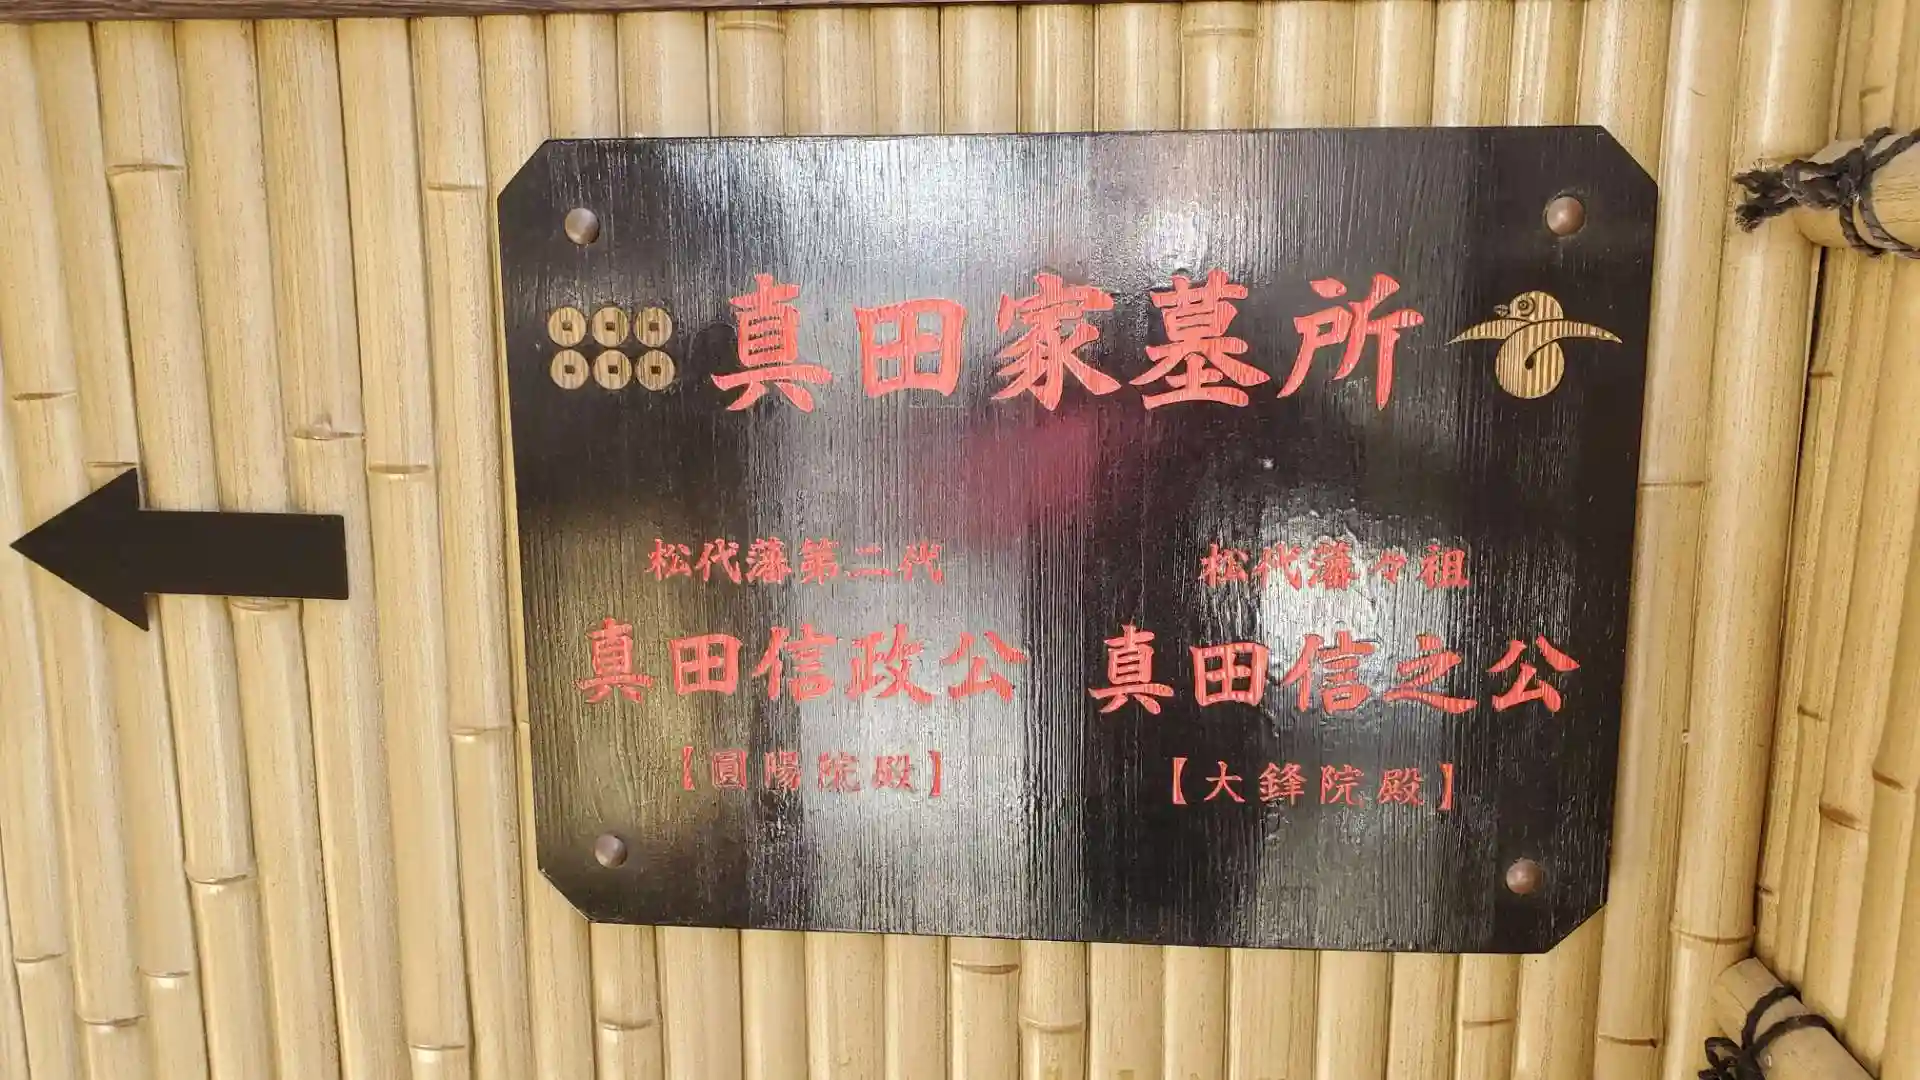 真田家墓所
松代藩々祖
真田信之公
【大鋒院殿】
松代藩第二代
真田信政公
【圓陽院殿】